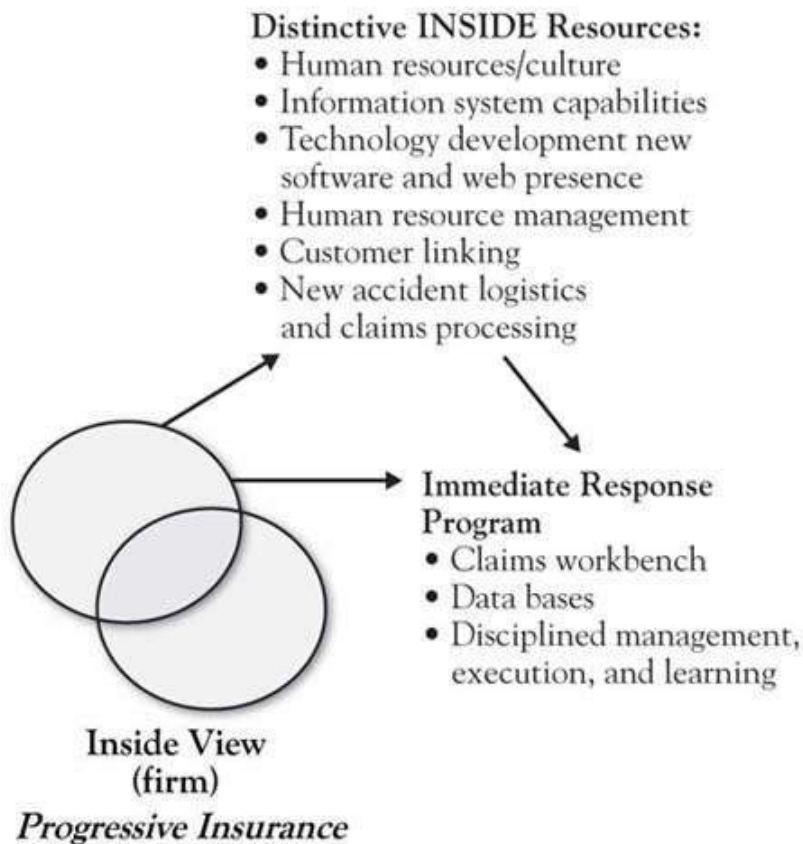 Distinctive INSIDE Resources:
• Human resources/culture
• Information system capabilities
• Technology development new
software and web presence
• Human resource management
• Customer linking
• New accident logistics
and claims processing
Immediate Response
Program
• Claims workbench
• Data bases
• Disciplined management,
execution, and learning
Inside View
(firm)
Progressive Insurance